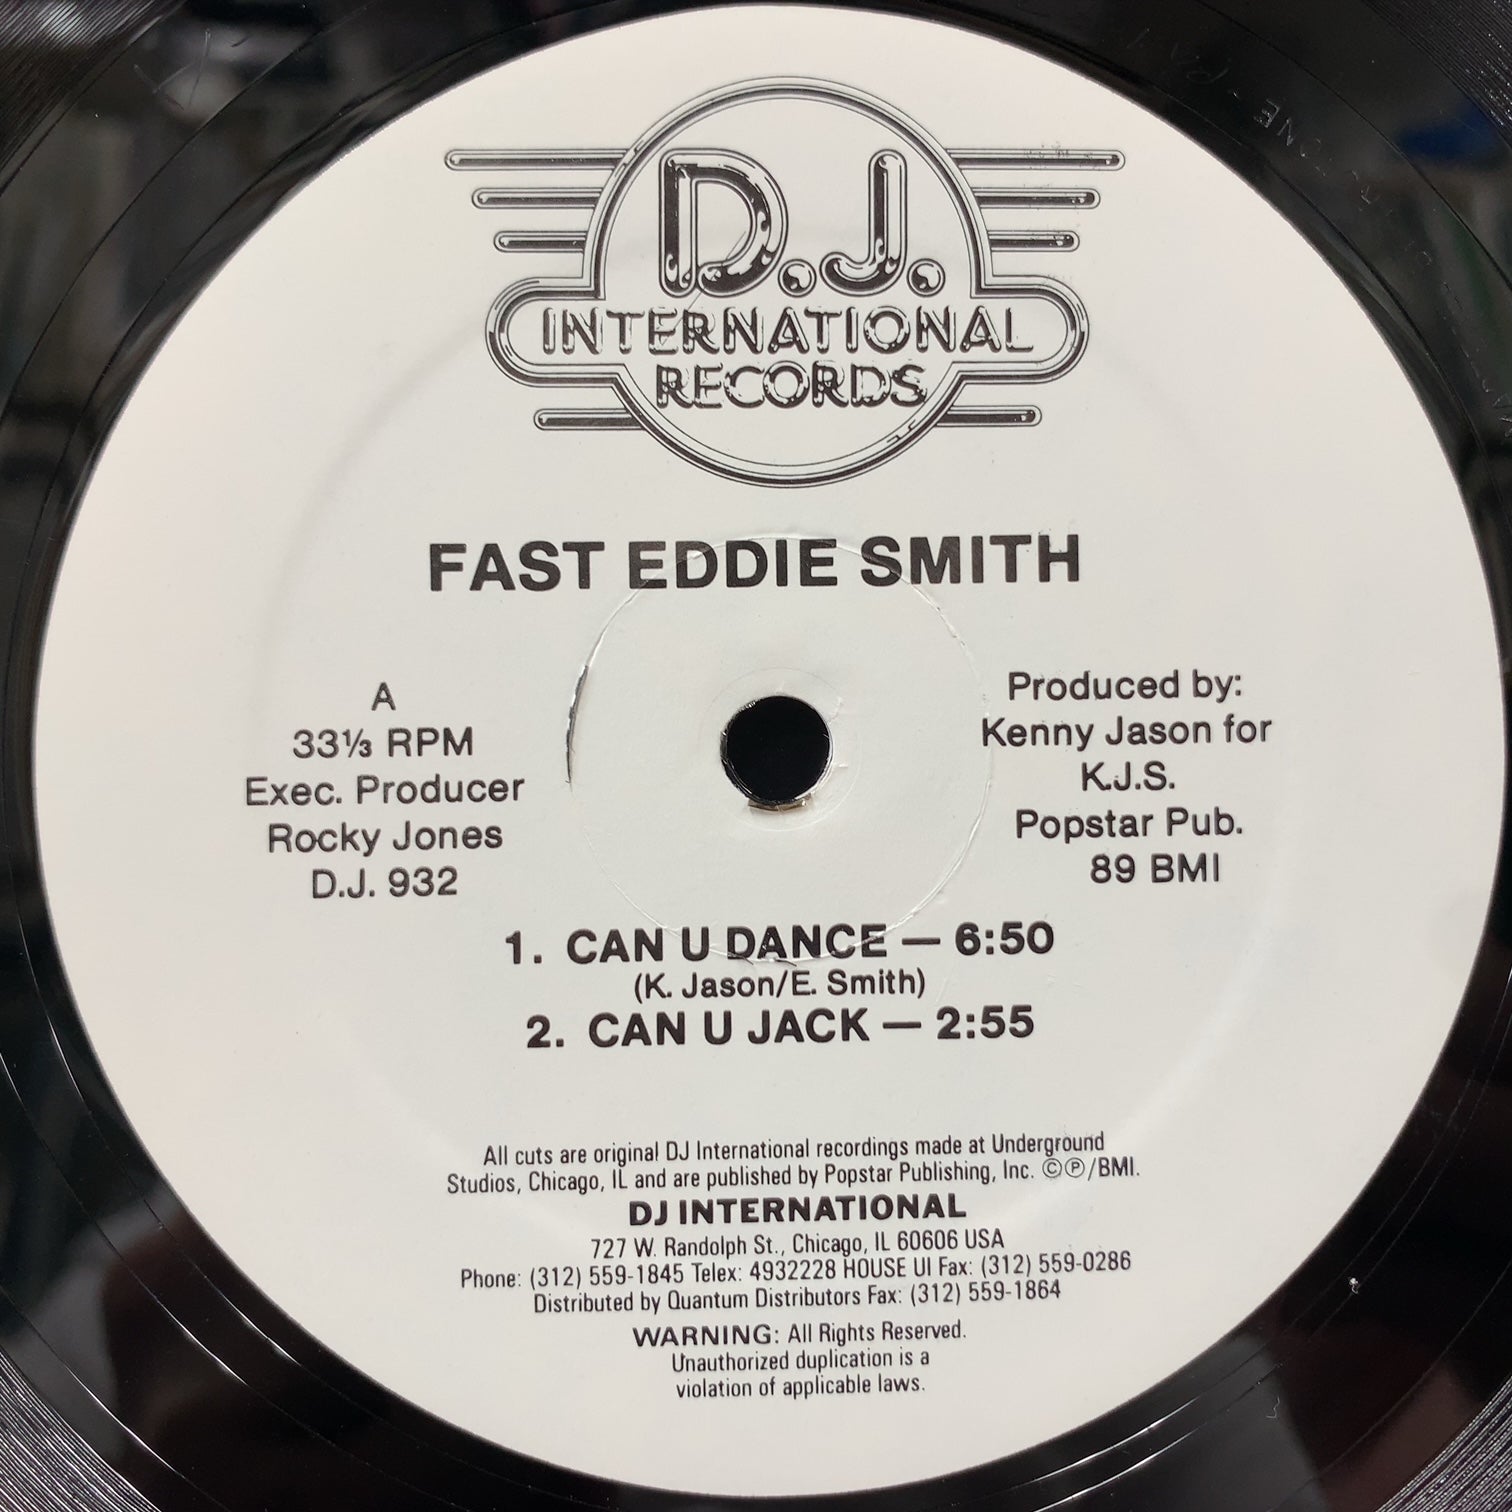 D.J.
INTERNATIONAL
RECORDS
FAST EDDIE SMITH
A
33⅓ RPM
Exec. Producer
Rocky Jones
D.J. 932
Produced by:
Kenny Jason for
K.J.S.
Popstar Pub.
89 BMI
1. CAN U DANCE — 6:50
(K. Jason/E. Smith)
2. CAN U JACK — 2:55
All cuts are original DJ International recordings made at Underground
Studios, Chicago, IL and are published by Popstar Publishing, Inc. ©℗/BMI.
DJ INTERNATIONAL
727 W. Randolph St., Chicago, IL 60606 USA
Phone: (312) 559-1845 Telex: 4932228 HOUSE UI Fax: (312) 559-0286
Distributed by Quantum Distributors Fax: (312) 559-1864
WARNING: All Rights Reserved.
Unauthorized duplication is a
violation of applicable laws.